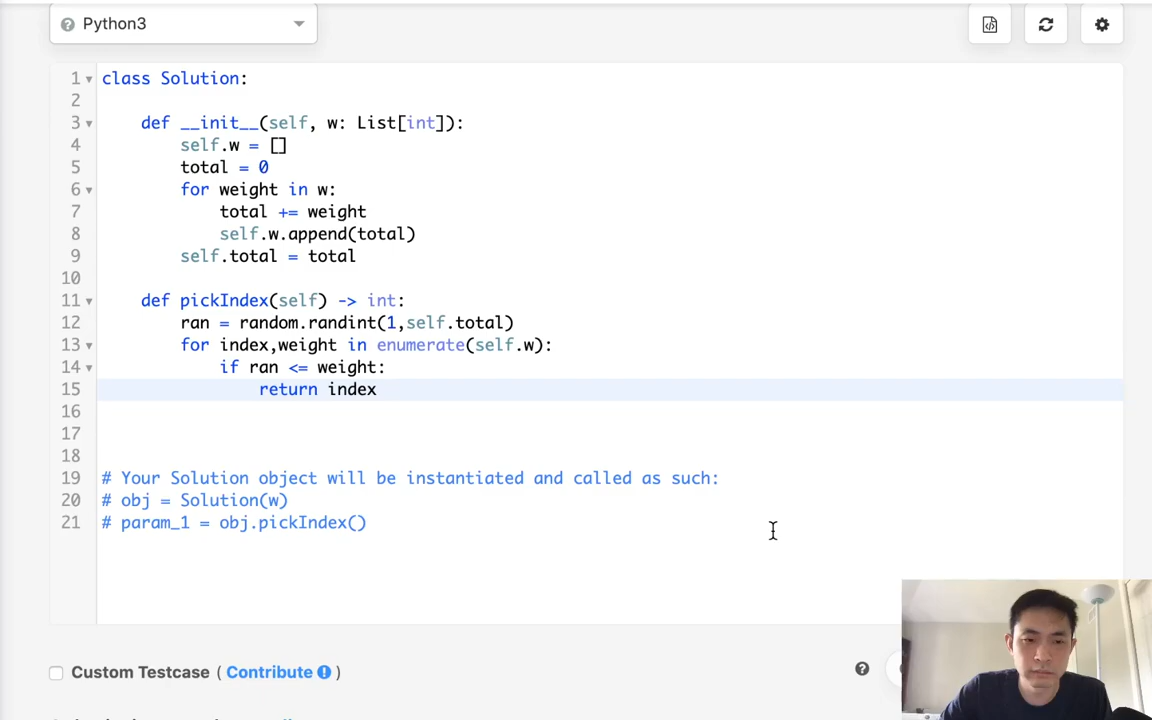 Python3
1 class Solution:
2
3 def __init__(self, w: List[int]):
4 self.w = []
5 total = 0
6 for weight in w:
7 total += weight
8 self.w.append(total)
9 self.total = total
10
11 def pickIndex(self) -> int:
12 ran = random.randint(1,self.total)
13 for index,weight in enumerate(self.w):
14 if ran <= weight:
15 return index
16
17
18
19 # Your Solution object will be instantiated and called as such:
20 # obj = Solution(w)
21 # param_1 = obj.pickIndex()
Custom Testcase ( Contribute )